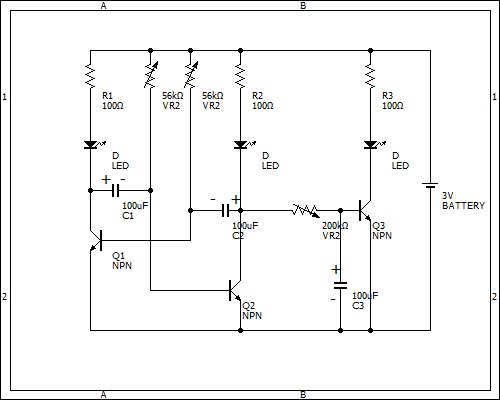 A B
1 1
R1
100Ω
56kΩ
VR2
56kΩ
VR2
R2
100Ω
R3
100Ω
D
LED
D
LED
D
LED
+ -
100uF
C1
- +
100uF
C2
200kΩ
VR2
Q3
NPN
3V
BATTERY
Q1
NPN
+
100uF
C3
-
Q2
NPN
2 2
A B